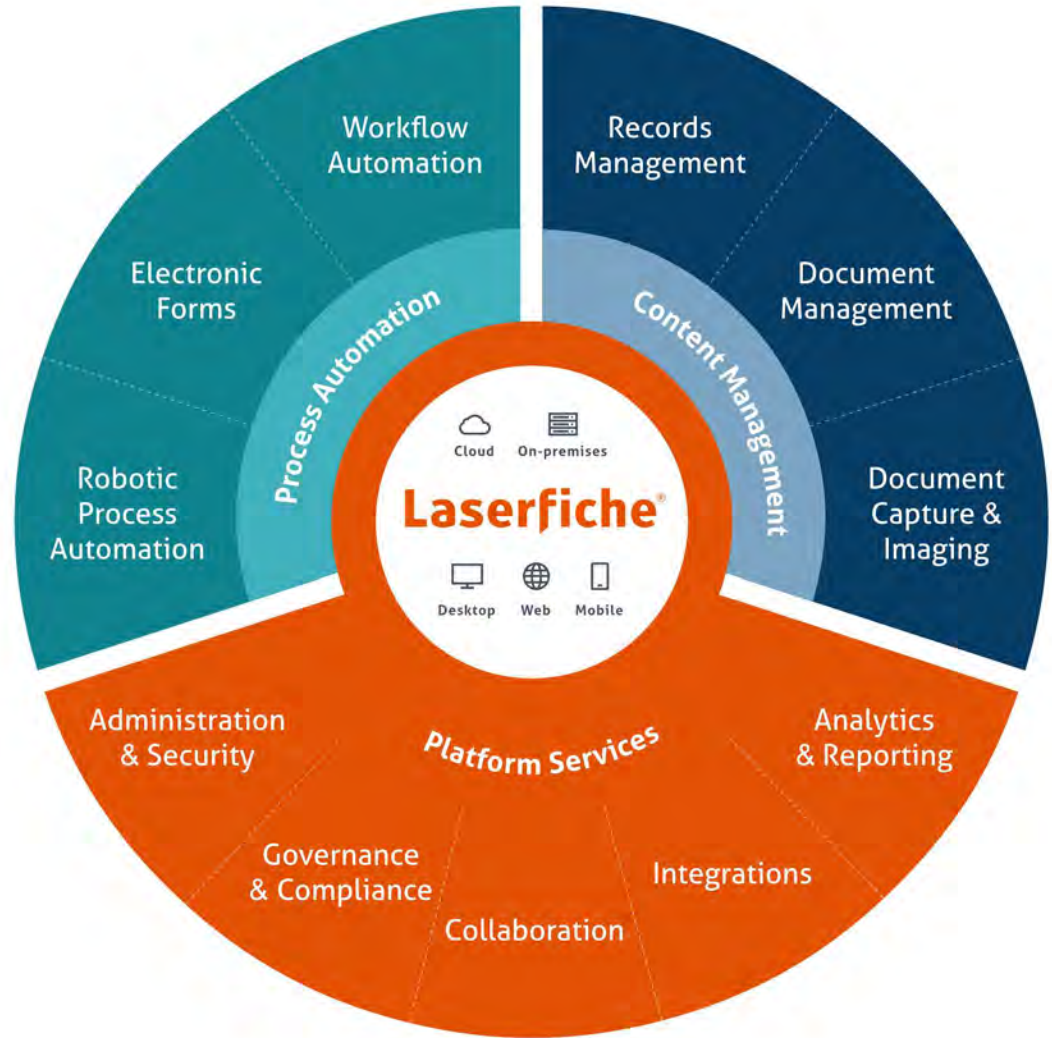 Workflow
Automation
Records
Management
Electronic
Forms
Document
Management
Process Automation
Content Management
Cloud
On-premises
Laserfiche®
Desktop
Web
Mobile
Robotic
Process
Automation
Document
Capture &
Imaging
Platform Services
Administration
& Security
Governance
& Compliance
Collaboration
Integrations
Analytics
& Reporting